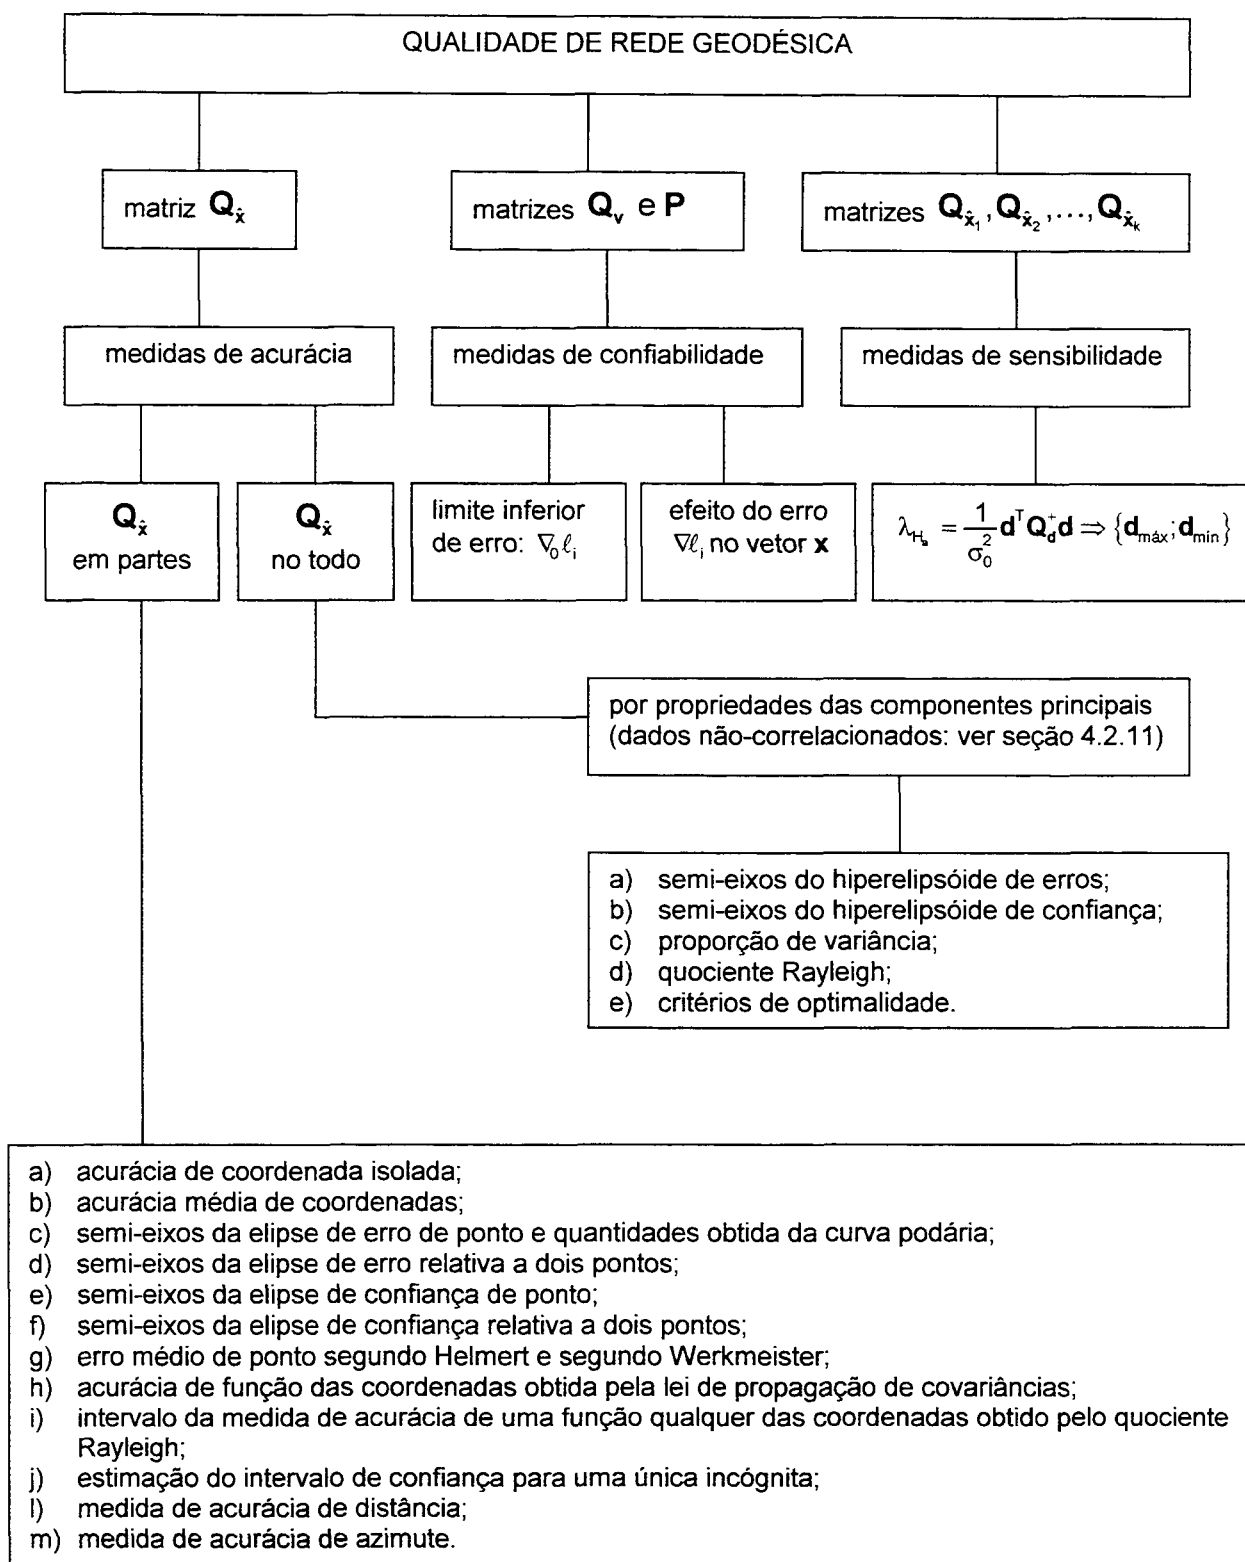 QUALIDADE DE REDE GEODÉSICA
matriz Q_x̂
matrizes Q_v e P
matrizes Q_x̂₁, Q_x̂₂, ..., Q_x̂ₖ
medidas de acurácia
medidas de confiabilidade
medidas de sensibilidade
Q_x̂
em partes
Q_x̂
no todo
limite inferior
de erro: ∇₀ℓᵢ
efeito do erro
∇ℓᵢ no vetor x
λ_Hₐ = 1/σ₀² dᵀ Q_d⁺ d ⇒ {d_máx; d_mín}
por propriedades das componentes principais
(dados não-correlacionados: ver seção 4.2.11)
a) semi-eixos do hiperelipsóide de erros;
b) semi-eixos do hiperelipsóide de confiança;
c) proporção de variância;
d) quociente Rayleigh;
e) critérios de optimalidade.
a) acurácia de coordenada isolada;
b) acurácia média de coordenadas;
c) semi-eixos da elipse de erro de ponto e quantidades obtida da curva podária;
d) semi-eixos da elipse de erro relativa a dois pontos;
e) semi-eixos da elipse de confiança de ponto;
f) semi-eixos da elipse de confiança relativa a dois pontos;
g) erro médio de ponto segundo Helmert e segundo Werkmeister;
h) acurácia de função das coordenadas obtida pela lei de propagação de covariâncias;
i) intervalo da medida de acurácia de uma função qualquer das coordenadas obtido pelo quociente
Rayleigh;
j) estimação do intervalo de confiança para uma única incógnita;
l) medida de acurácia de distância;
m) medida de acurácia de azimute.